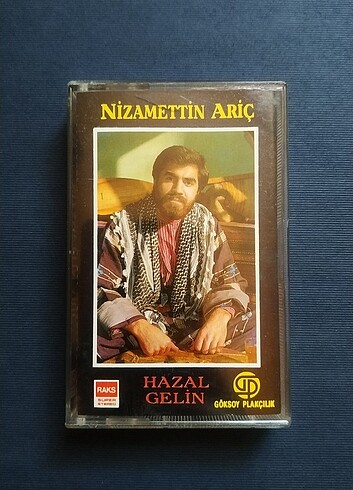 NİZAMETTİN ARİÇ
HAZAL
GELİN
RAKS
SUPER
STEREO
GÖKSOY PLAKÇILIK